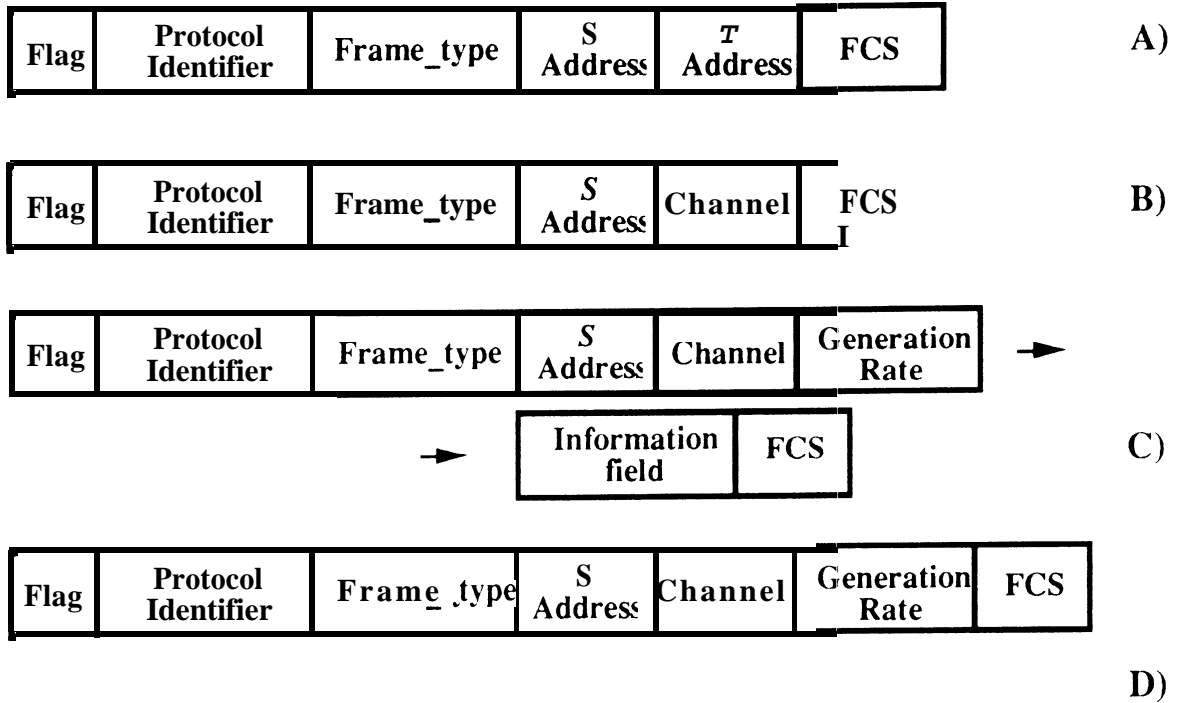 Flag Protocol Identifier Frame_type S Address T Address FCS A)
Flag Protocol Identifier Frame_type S Address Channel FCS I B)
Flag Protocol Identifier Frame_type S Address Channel Generation Rate
Information field FCS C)
Flag Protocol Identifier Frame_type S Address Channel Generation Rate FCS
D)